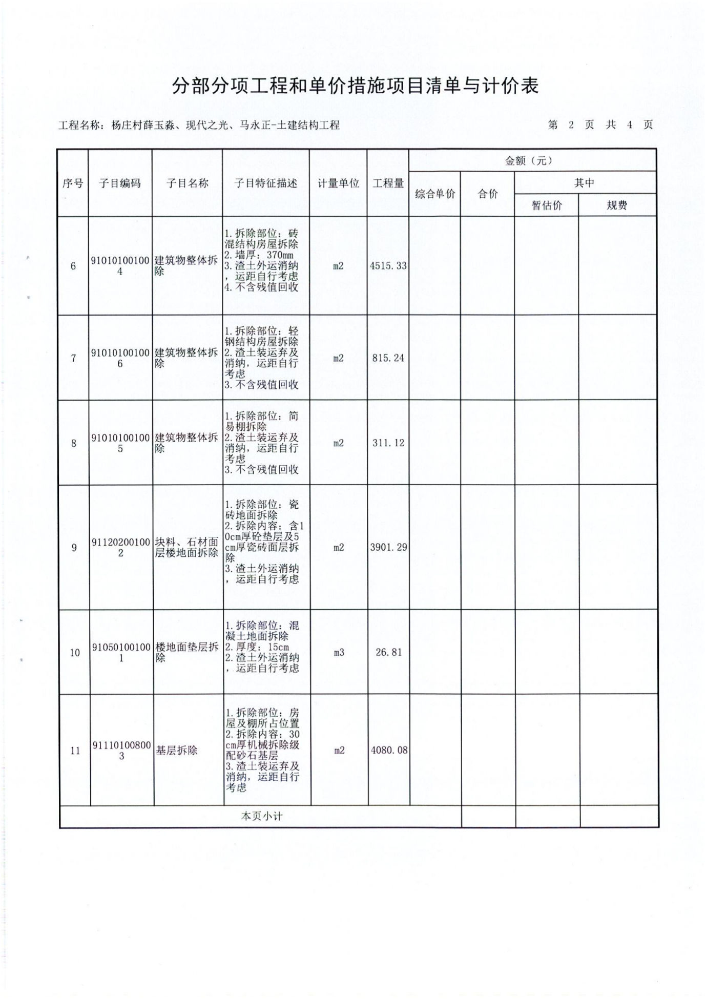 分部分项工程和单价措施项目清单与计价表
工程名称：杨庄村薛玉淼、现代之光、马永正-土建结构工程
第 2 页 共 4 页
序号
子目编码
子目名称
子目特征描述
计量单位
工程量
金额（元）
综合单价
合价
其中
暂估价
规费
6
91010100100
4
建筑物整体拆
除
1.拆除部位：砖
混结构房屋拆除
2.墙厚：370mm
3.渣土外运消纳
，运距自行考虑
4.不含残值回收
m2
4515.33
7
91010100100
6
建筑物整体拆
除
1.拆除部位：轻
钢结构房屋拆除
2.渣土装运弃及
消纳，运距自行
考虑
3.不含残值回收
m2
815.24
8
91010100100
5
建筑物整体拆
除
1.拆除部位：简
易棚拆除
2.渣土装运弃及
消纳，运距自行
考虑
3.不含残值回收
m2
311.12
9
91120200100
2
块料、石材面
层楼地面拆除
1.拆除部位：瓷
砖地面拆除
2.拆除内容：含1
0cm厚砼垫层及5
cm厚瓷砖面层拆
除
3.渣土外运消纳
，运距自行考虑
m2
3901.29
10
91050100100
1
楼地面垫层拆
除
1.拆除部位：混
凝土地面拆除
2.厚度：15cm
2.渣土外运消纳
，运距自行考虑
m3
26.81
11
91110100800
3
基层拆除
1.拆除部位：房
屋及棚所占位置
2.拆除内容：30
cm厚机械拆除级
配砂石基层
3.渣土装运弃及
消纳，运距自行
考虑
m2
4080.08
本页小计